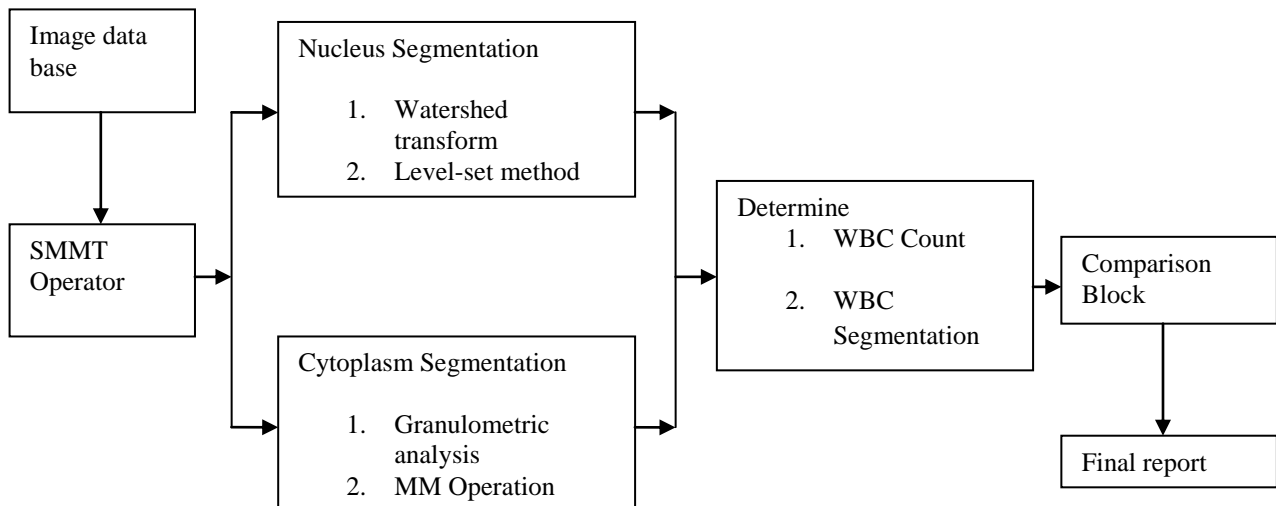 Image data
base
SMMT
Operator
Nucleus Segmentation
1. Watershed
transform
2. Level-set method
Cytoplasm Segmentation
1. Granulometric
analysis
2. MM Operation
Determine
1. WBC Count
2. WBC
Segmentation
Comparison
Block
Final report